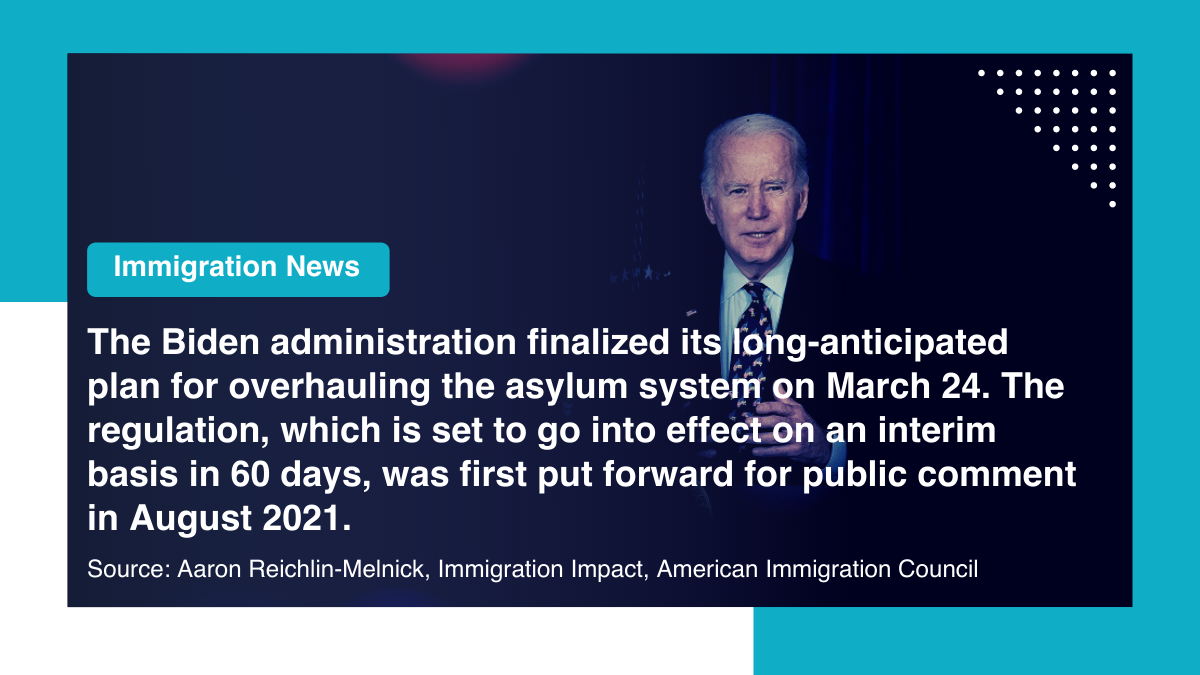 Immigration News
The Biden administration finalized its long-anticipated
plan for overhauling the asylum system on March 24. The
regulation, which is set to go into effect on an interim
basis in 60 days, was first put forward for public comment
in August 2021.
Source: Aaron Reichlin-Melnick, Immigration Impact, American Immigration Council